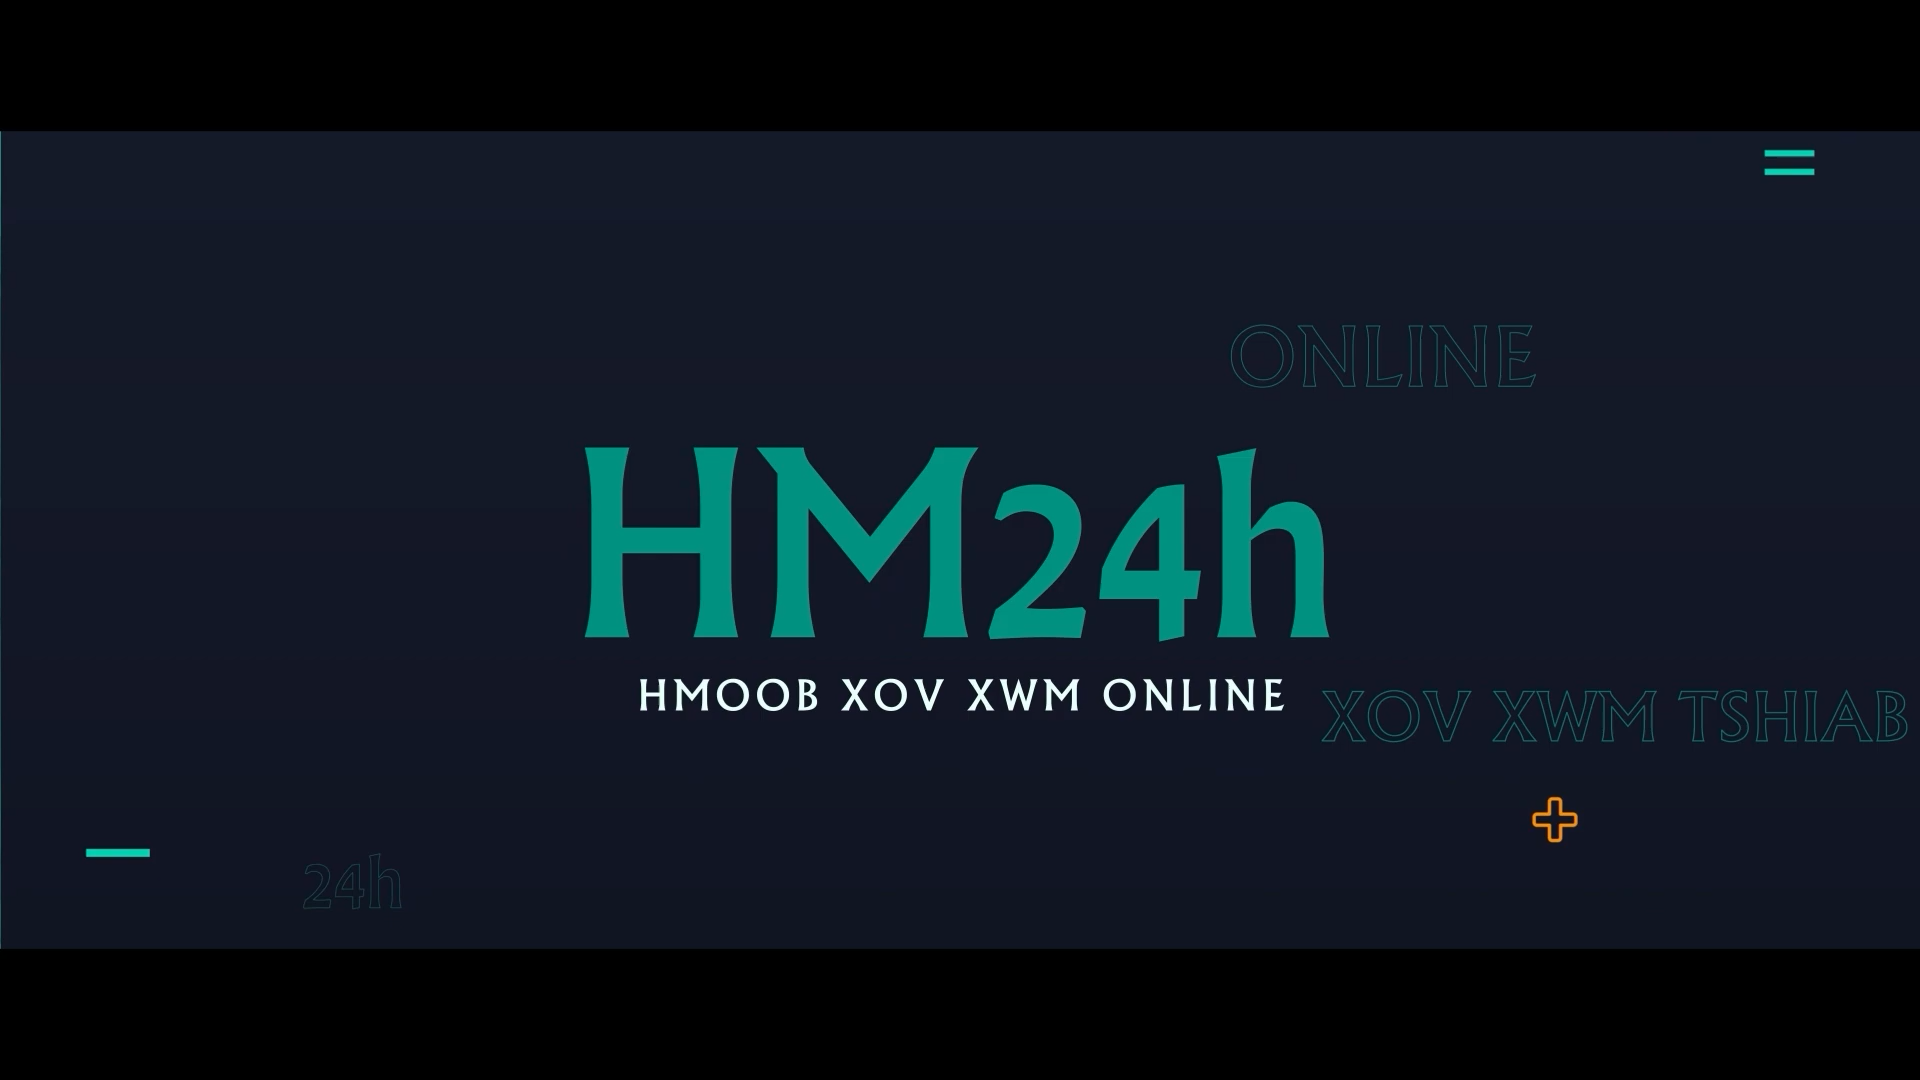 ONLINE
HM24h
HMOOB XOV XWM ONLINE
XOV XWM TSHIAB
24h